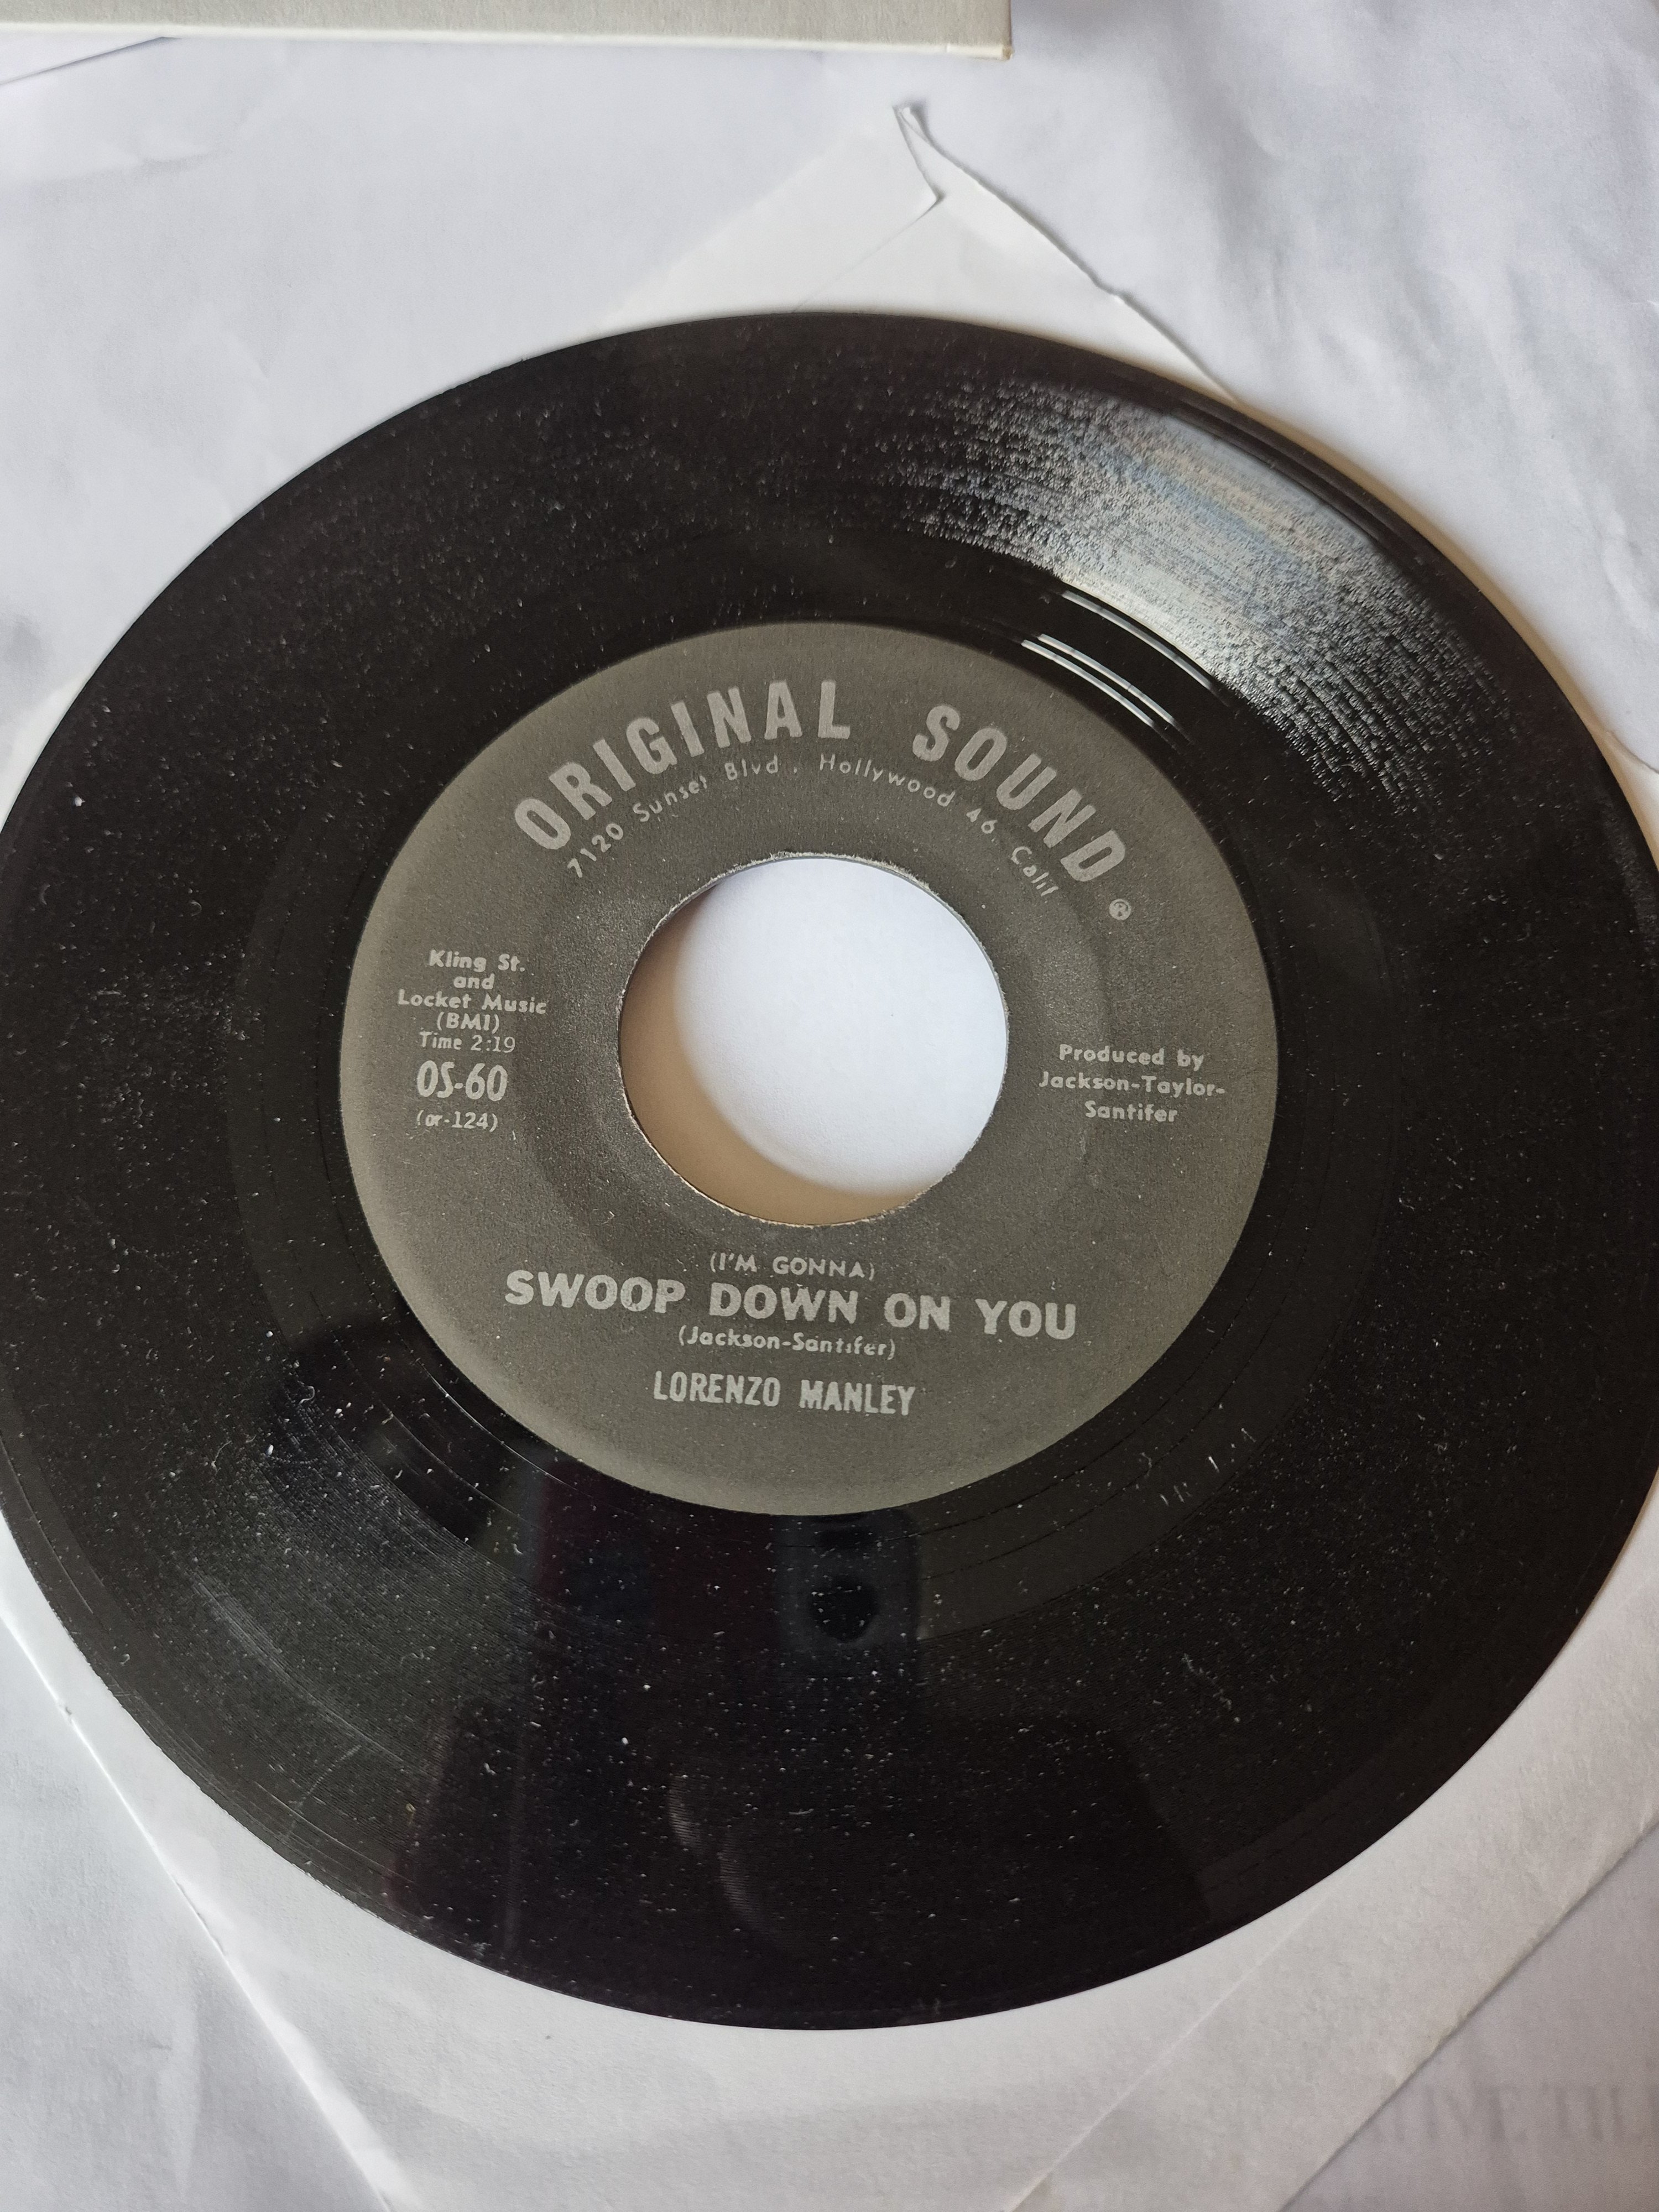 ORIGINAL SOUND ®
7120 Sunset Blvd., Hollywood 46, Calif
Kling St.
and
Locket Music
(BMI)
Time 2:19
OS-60
(or-124)
Produced by
Jackson-Taylor-
Santifer
(I'M GONNA)
SWOOP DOWN ON YOU
(Jackson-Santifer)
LORENZO MANLEY